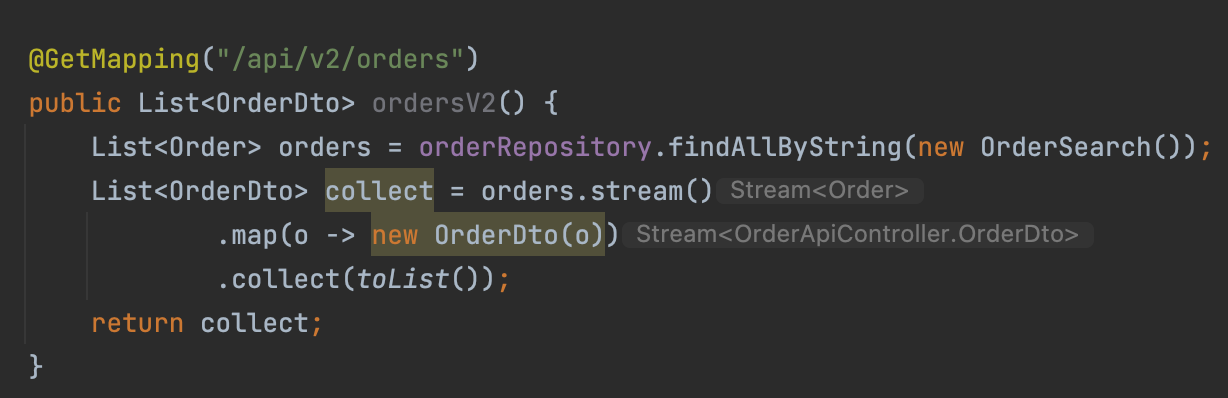 @GetMapping("/api/v2/orders")
public List<OrderDto> ordersV2() {
List<Order> orders = orderRepository.findAllByString(new OrderSearch());
List<OrderDto> collect = orders.stream() Stream<Order>
.map(o -> new OrderDto(o)) Stream<OrderApiController.OrderDto>
.collect(toList());
return collect;
}